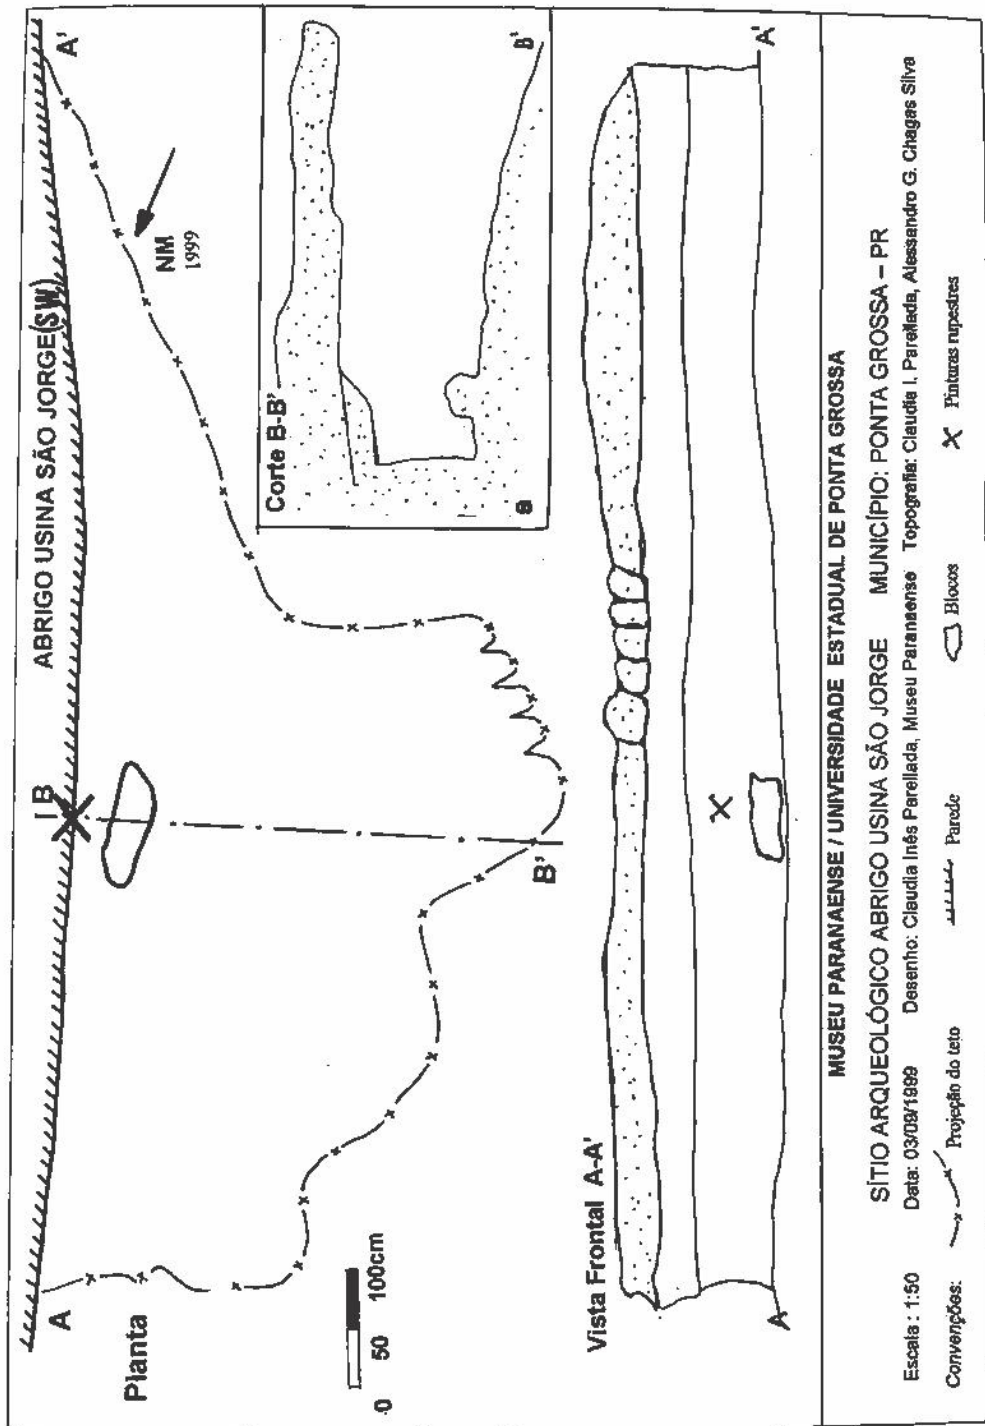 ABRIGO USINA SÃO JORGE(SW)
A
B
A'
B'
NM
1999
Planta
0 50 100cm
Corte B-B'
B
B'
Vista Frontal A-A'
A
A'
MUSEU PARANAENSE / UNIVERSIDADE ESTADUAL DE PONTA GROSSA
SÍTIO ARQUEOLÓGICO ABRIGO USINA SÃO JORGE MUNICÍPIO: PONTA GROSSA – PR
Escala : 1:50 Data: 03/09/1999 Desenho: Claudia Inês Parellada, Museu Paranaense Topografia: Claudia I. Parellada, Alessandro G. Chagas Silva
Convenções: Projeção do teto Parede Blocos Pinturas rupestres